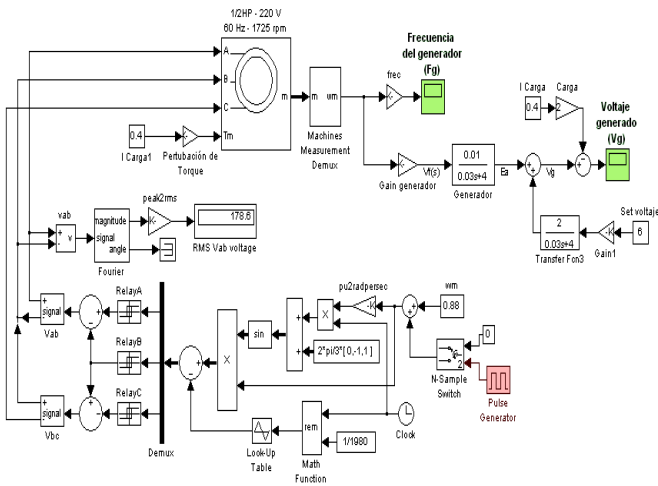 1/2HP - 220 V
60 Hz - 1725 rpm
A
B
C
Tm
m
m wm
Machines
Measurement
Demux
frec
Frecuencia
del generador
(Fg)
I Carga
0.4
Carga
2
Voltaje
generado
(Vg)
0.4
I Carga1
Pertubación de
Torque
Gain generador
Vf(s)
0.01
0.03s+4
Generador
Ea
Vg
2
0.03s+4
Transfer Fcn3
-K
Gain1
Set voltaje
6
vab
v
magnitude
signal
angle
Fourier
peak2rms
K-
178.6
RMS Vab voltage
signal
Vab
RelayA
RelayB
RelayC
signal
Vbc
Demux
X
sin
X
pu2radpersec
-K-
2*pi/3*[0,-1,1 ]
wm
0.88
0
2
N-Sample
Switch
Pulse
Generator
Look-Up
Table
rem
Math
Function
1/1980
Clock